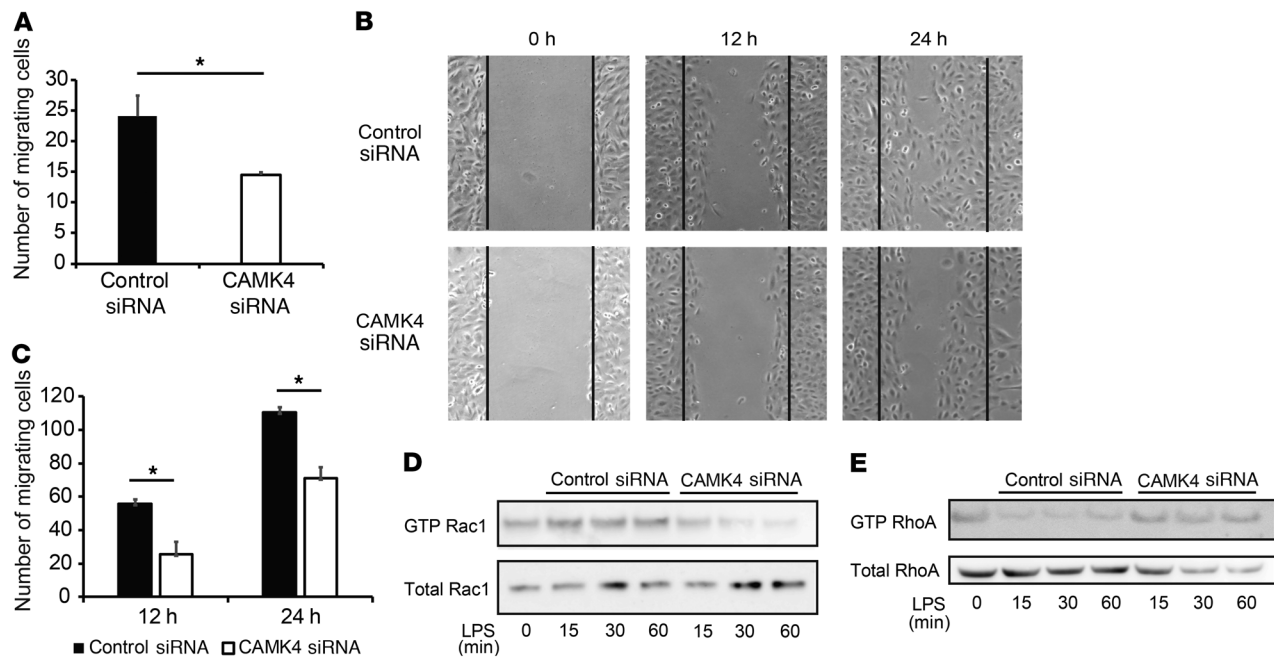 A
Number of migrating cells
30
25
20
15
10
5
0
*
Control
siRNA
CAMK4
siRNA
B
0 h
12 h
24 h
Control
siRNA
CAMK4
siRNA
C
Number of migrating cells
120
100
80
60
40
20
0
*
*
12 h
24 h
Control siRNA
CAMK4 siRNA
D
Control siRNA
CAMK4 siRNA
GTP Rac1
Total Rac1
LPS
(min)
0 15 30 60 15 30 60
E
Control siRNA
CAMK4 siRNA
GTP RhoA
Total RhoA
LPS
(min)
0 15 30 60 15 30 60